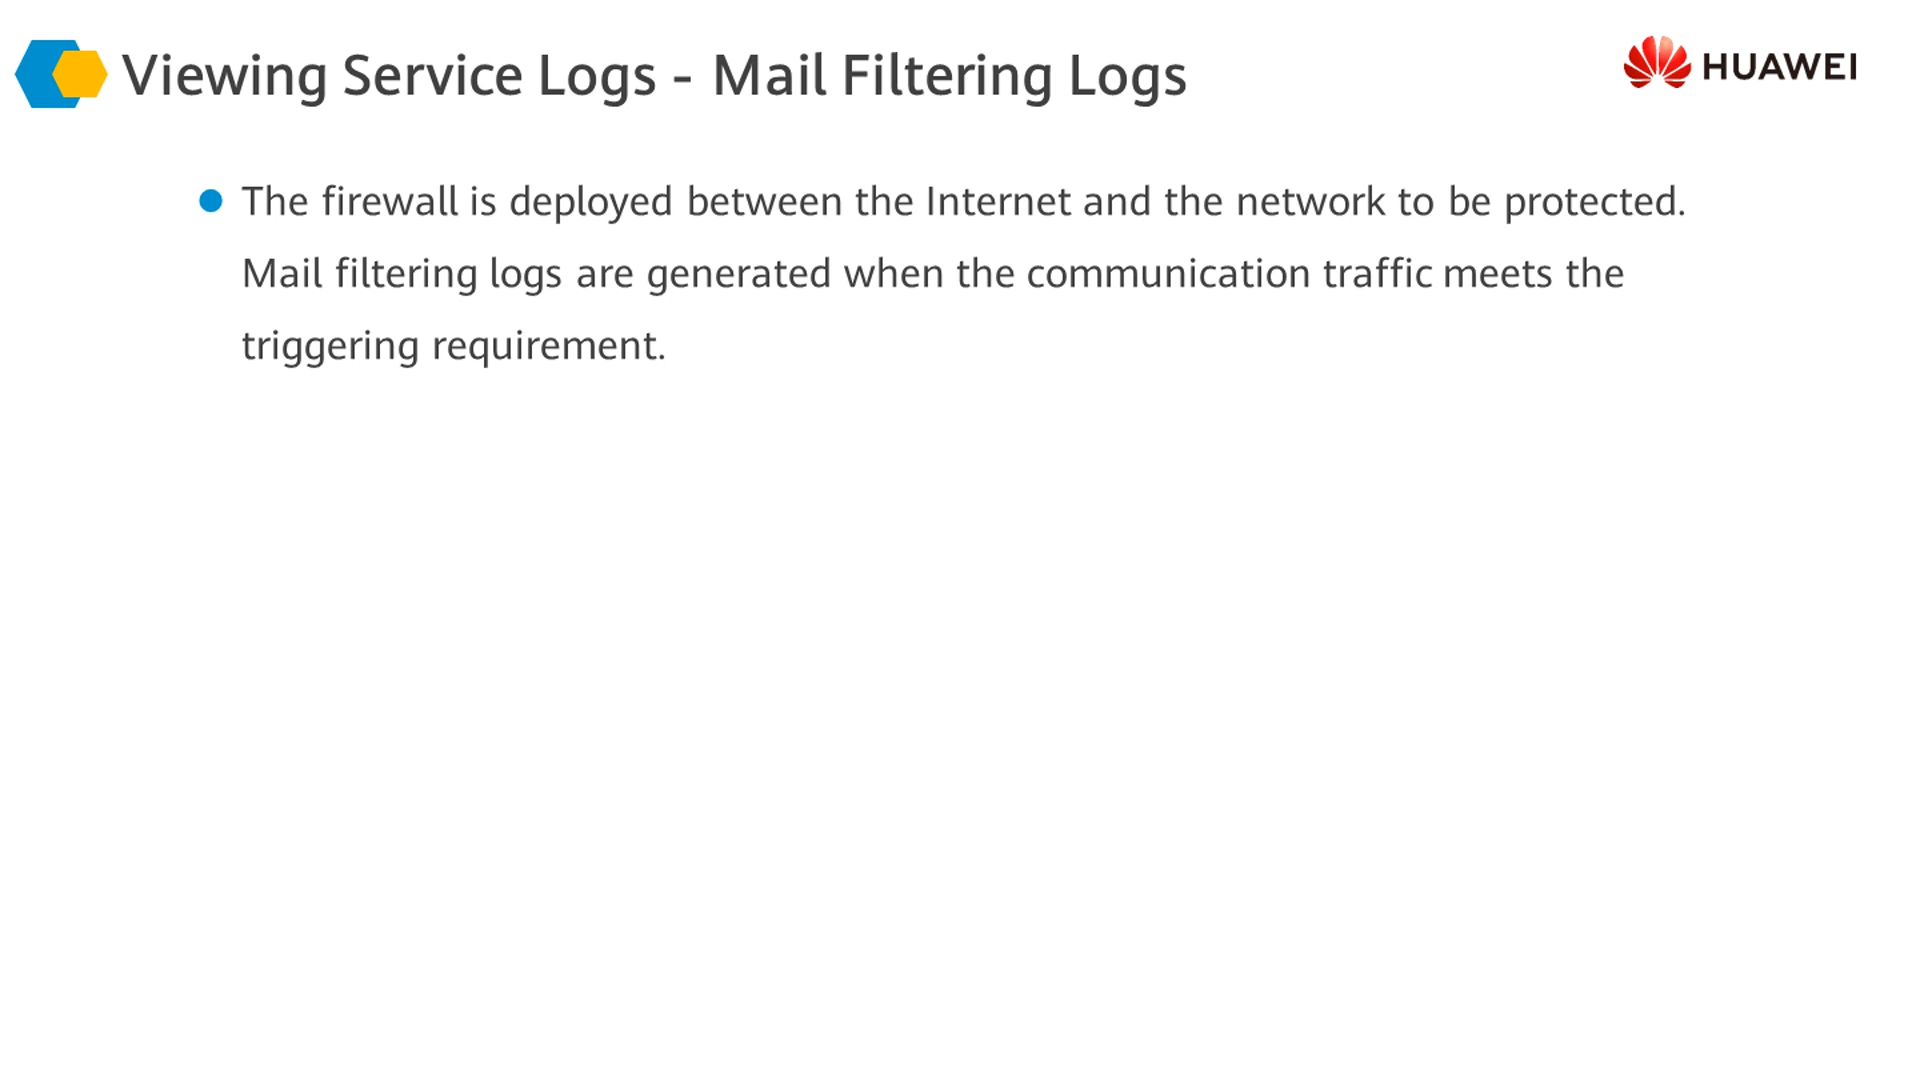 Viewing Service Logs - Mail Filtering Logs
HUAWEI
The firewall is deployed between the Internet and the network to be protected.
Mail filtering logs are generated when the communication traffic meets the
triggering requirement.